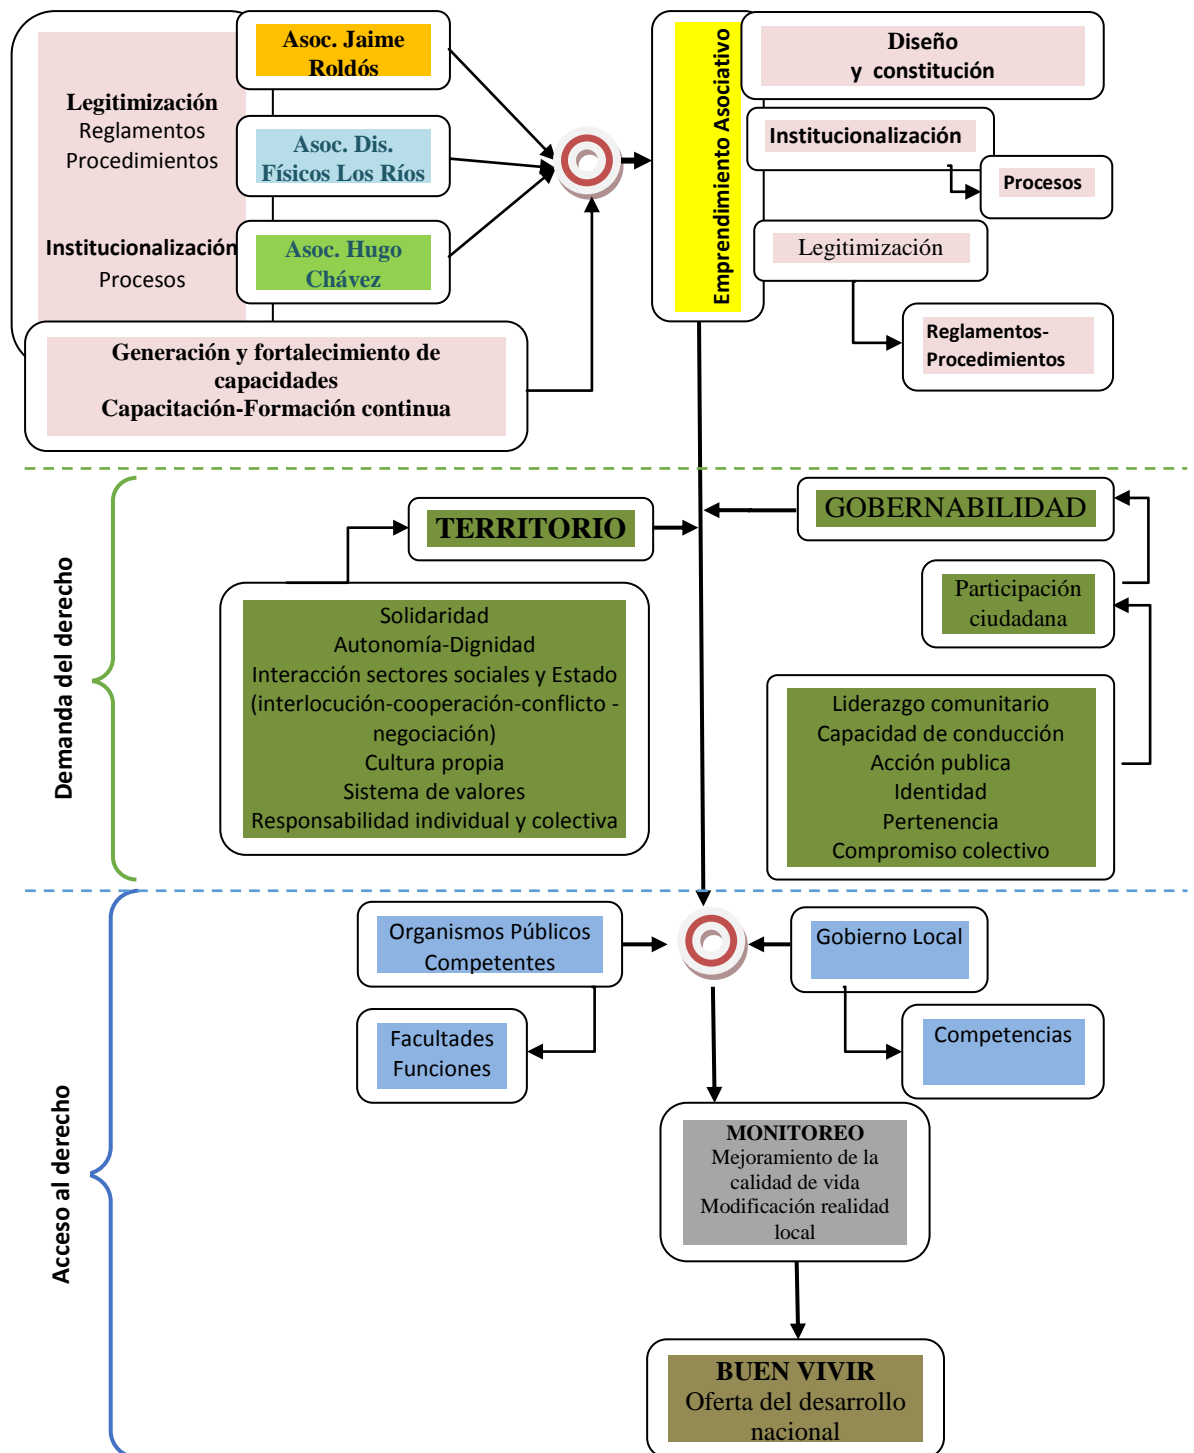 Legitimización
Reglamentos
Procedimientos
Institucionalización
Procesos
Asoc. Jaime
Roldós
Asoc. Dis.
Físicos Los Ríos
Asoc. Hugo
Chávez
Generación y fortalecimiento de
capacidades
Capacitación-Formación continua
Emprendimiento Asociativo
Diseño
y constitución
Institucionalización
Procesos
Legitimización
Reglamentos-
Procedimientos
Demanda del derecho
TERRITORIO
Solidaridad
Autonomía-Dignidad
Interacción sectores sociales y Estado
(interlocución-cooperación-conflicto -
negociación)
Cultura propia
Sistema de valores
Responsabilidad individual y colectiva
GOBERNABILIDAD
Participación
ciudadana
Liderazgo comunitario
Capacidad de conducción
Acción publica
Identidad
Pertenencia
Compromiso colectivo
Acceso al derecho
Organismos Públicos
Competentes
Facultades
Funciones
Gobierno Local
Competencias
MONITOREO
Mejoramiento de la
calidad de vida
Modificación realidad
local
BUEN VIVIR
Oferta del desarrollo
nacional